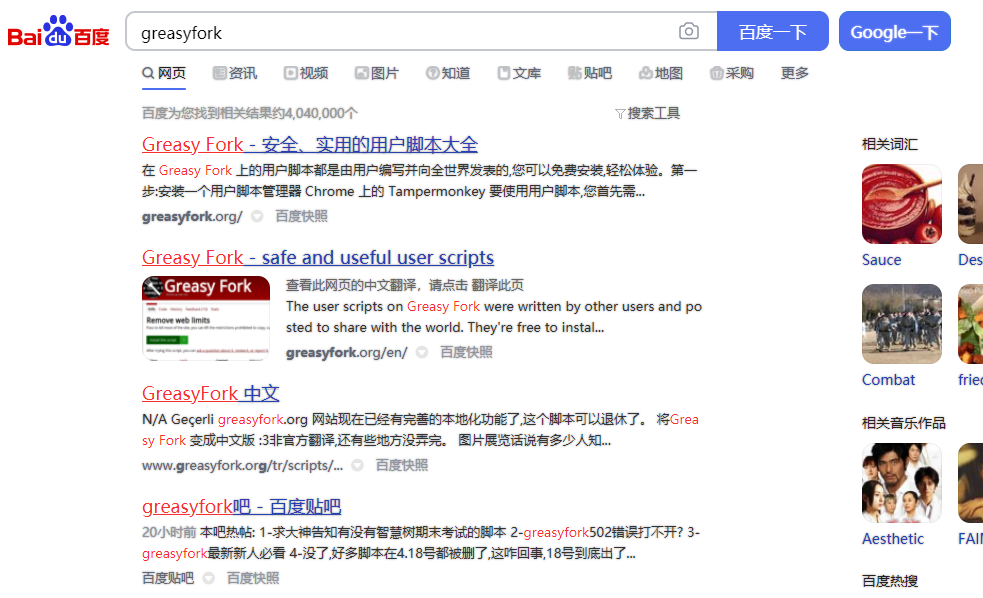 Bai du 百度
greasyfork
百度一下
Google一下
网页 资讯 视频 图片 知道 文库 贴吧 地图 采购 更多
百度为您找到相关结果约4,040,000个
搜索工具
Greasy Fork - 安全、实用的用户脚本大全
在 Greasy Fork 上的用户脚本都是由用户编写并向全世界发表的,您可以免费安装,轻松体验。第一
步:安装一个用户脚本管理器 Chrome 上的 Tampermonkey 要使用用户脚本,您首先需...
greasyfork.org/ 百度快照
Greasy Fork - safe and useful user scripts
Greasy Fork
Remove web limits
查看此网页的中文翻译，请点击 翻译此页
The user scripts on Greasy Fork were written by other users and po
sted to share with the world. They're free to instal...
greasyfork.org/en/ 百度快照
GreasyFork 中文
N/A Geçerli greasyfork.org 网站现在已经有完善的本地化功能了,这个脚本可以退休了。 将Grea
sy Fork 变成中文版 :3非官方翻译,还有些地方没弄完。 图片展览话说有多少人知...
www.greasyfork.org/tr/scripts/... 百度快照
greasyfork吧 - 百度贴吧
20小时前 本吧热帖: 1-求大神告知有没有智慧树期末考试的脚本 2-greasyfork502错误打不开? 3-
greasyfork最新新人必看 4-没了,好多脚本在4.18号都被删了,这咋回事,18号到底出了...
百度贴吧 百度快照
相关词汇
Sauce Des
Combat fried
相关音乐作品
Aesthetic FAI
百度热搜